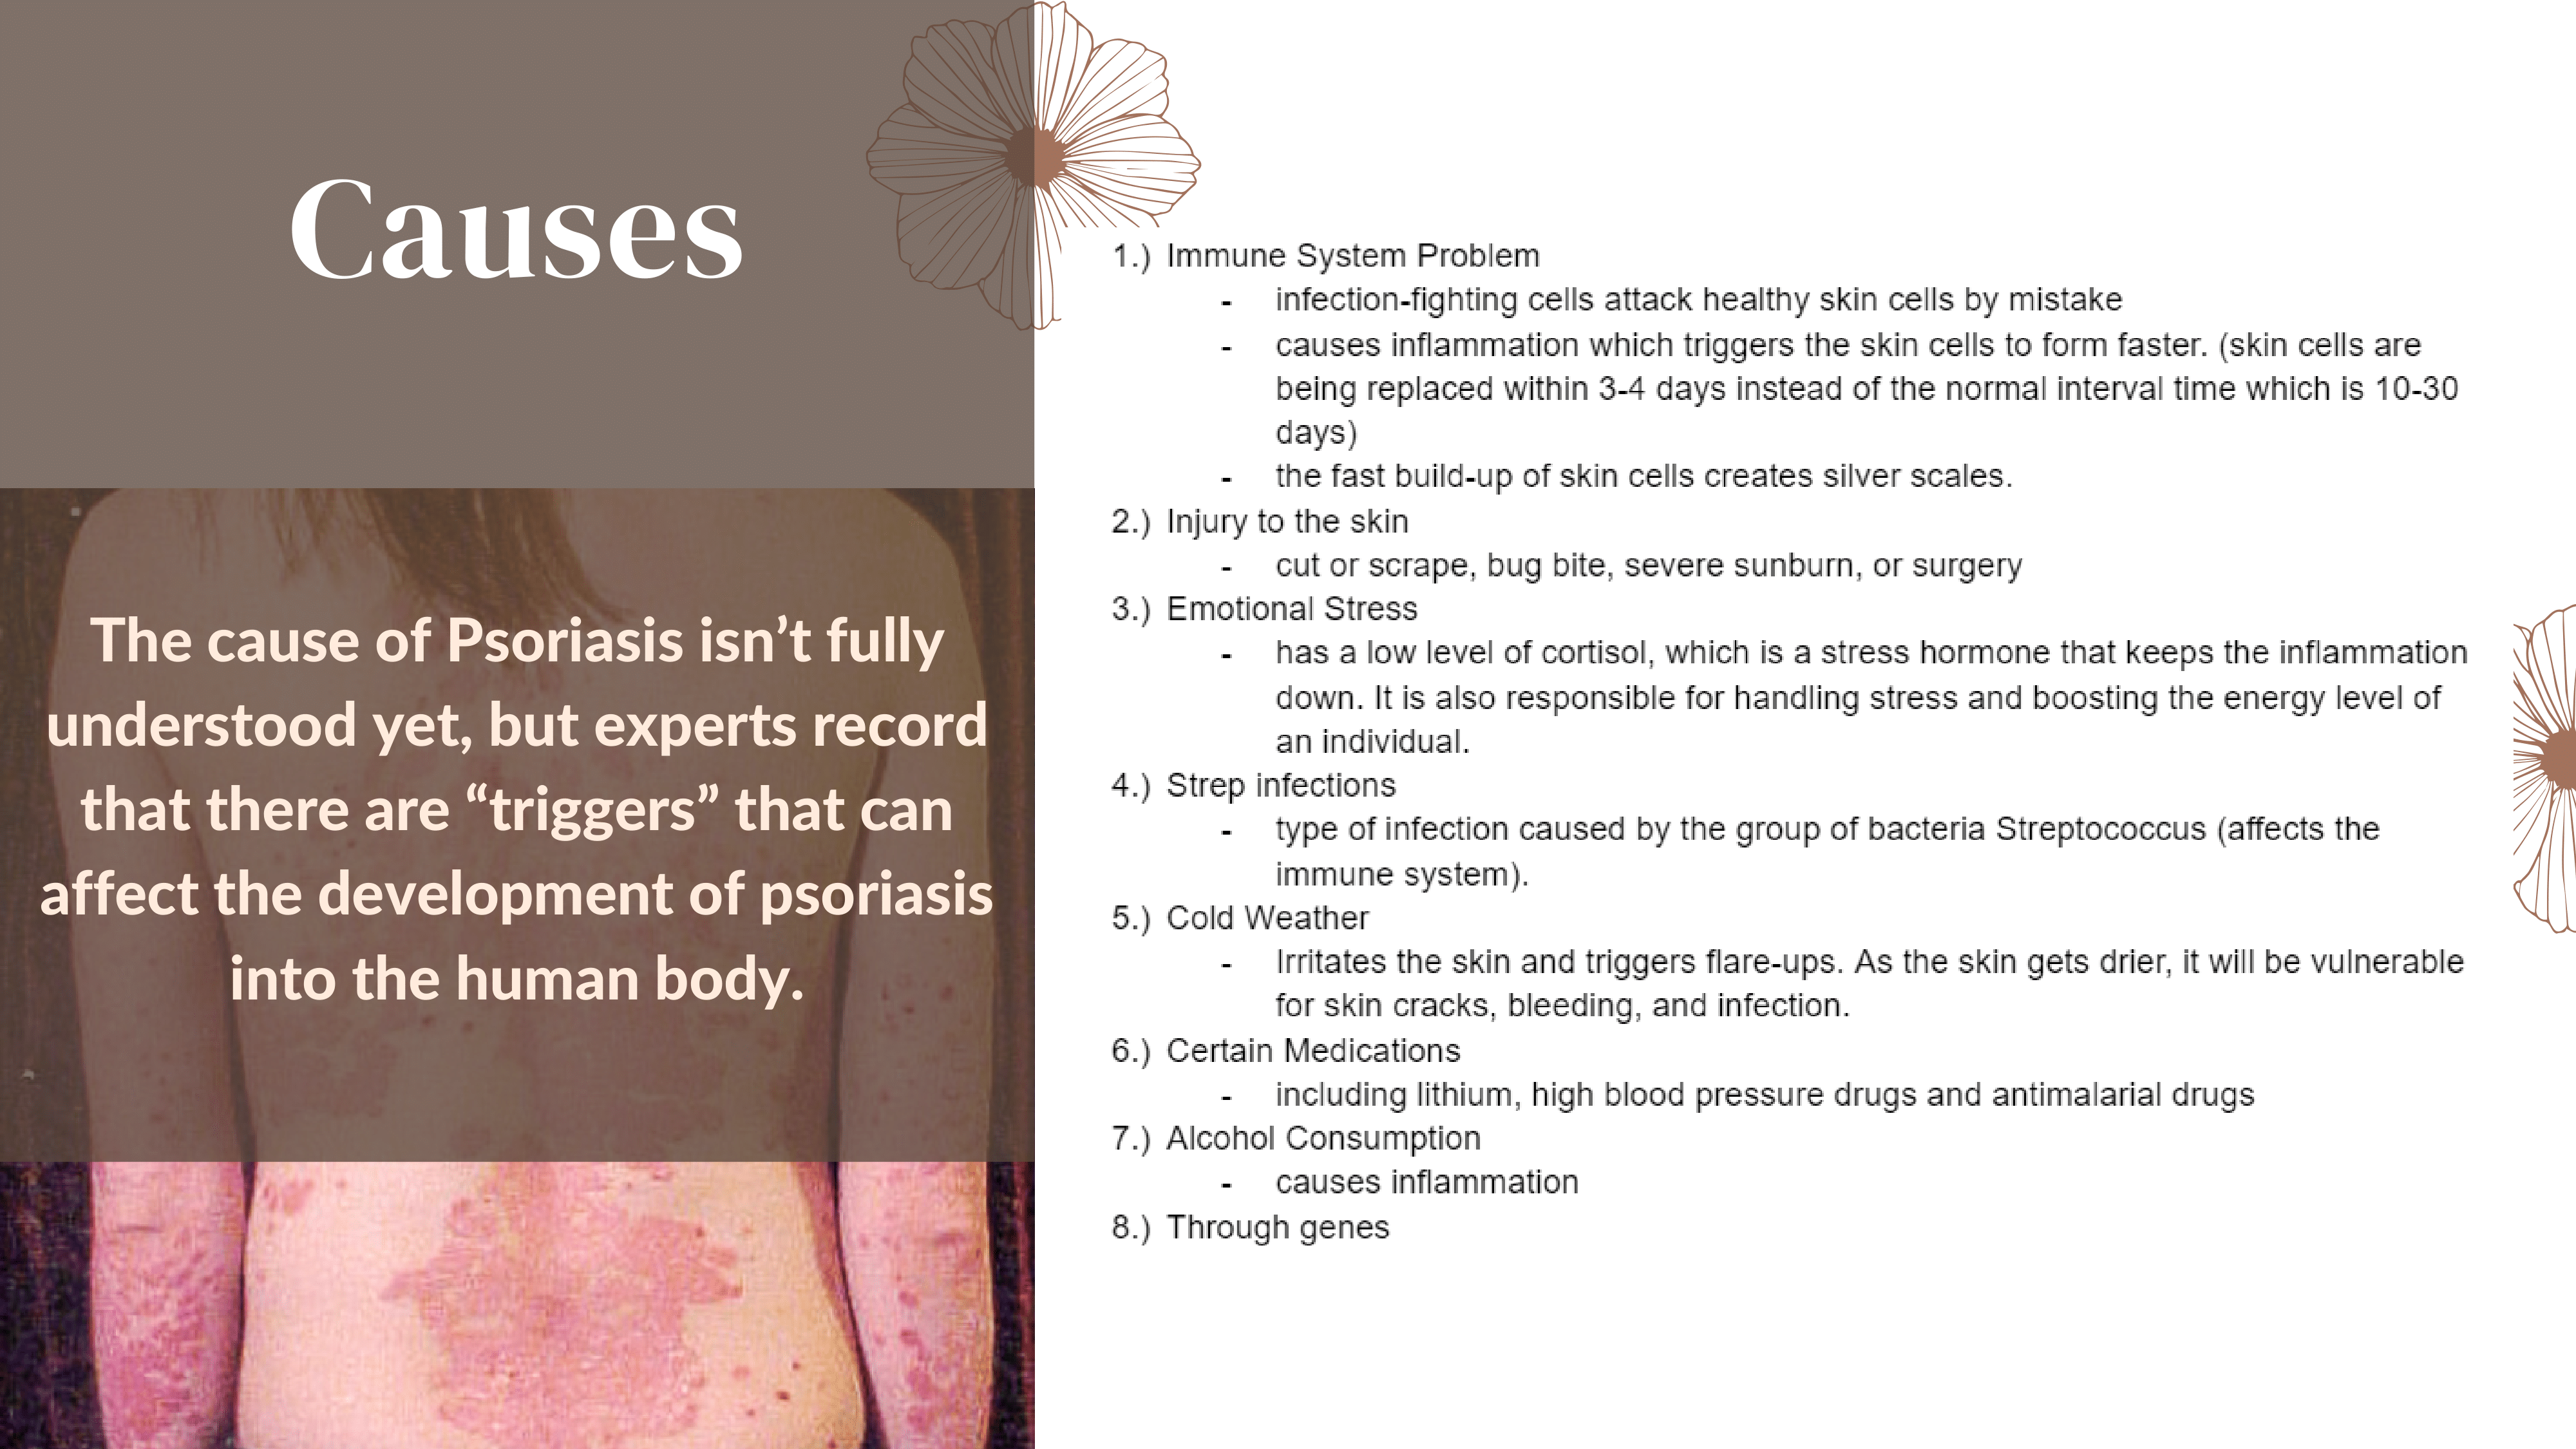 Causes
The cause of Psoriasis isn’t fully
understood yet, but experts record
that there are “triggers” that can
affect the development of psoriasis
into the human body.
1.) Immune System Problem
- infection-fighting cells attack healthy skin cells by mistake
- causes inflammation which triggers the skin cells to form faster. (skin cells are
being replaced within 3-4 days instead of the normal interval time which is 10-30
days)
- the fast build-up of skin cells creates silver scales.
2.) Injury to the skin
- cut or scrape, bug bite, severe sunburn, or surgery
3.) Emotional Stress
- has a low level of cortisol, which is a stress hormone that keeps the inflammation
down. It is also responsible for handling stress and boosting the energy level of
an individual.
4.) Strep infections
- type of infection caused by the group of bacteria Streptococcus (affects the
immune system).
5.) Cold Weather
- Irritates the skin and triggers flare-ups. As the skin gets drier, it will be vulnerable
for skin cracks, bleeding, and infection.
6.) Certain Medications
- including lithium, high blood pressure drugs and antimalarial drugs
7.) Alcohol Consumption
- causes inflammation
8.) Through genes